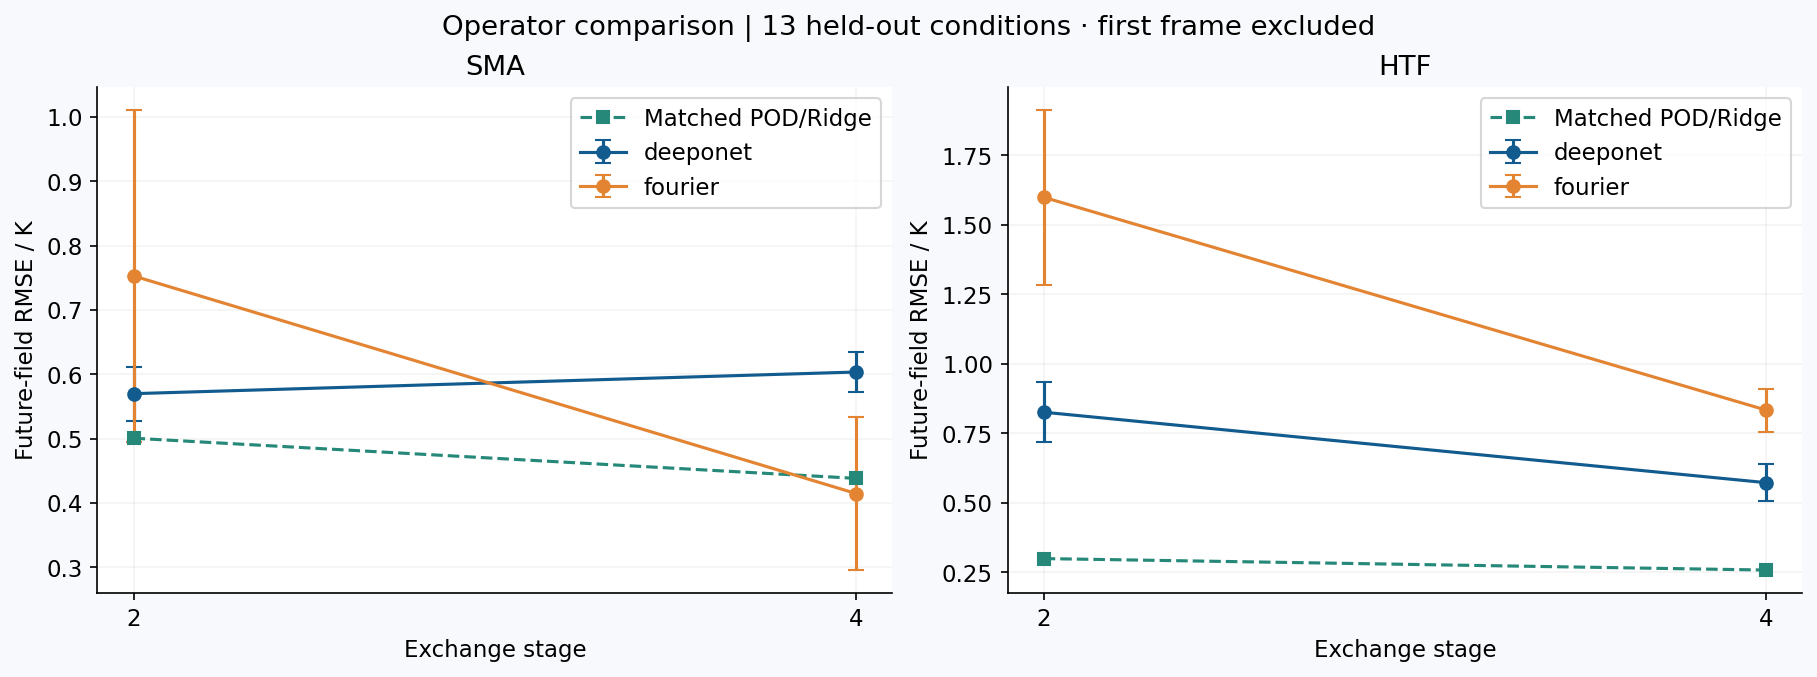 Operator comparison | 13 held-out conditions · first frame excluded
SMA
Future-field RMSE / K
1.0
0.9
0.8
0.7
0.6
0.5
0.4
0.3
Matched POD/Ridge
deeponet
fourier
2
4
Exchange stage
HTF
Future-field RMSE / K
1.75
1.50
1.25
1.00
0.75
0.50
0.25
Matched POD/Ridge
deeponet
fourier
2
4
Exchange stage